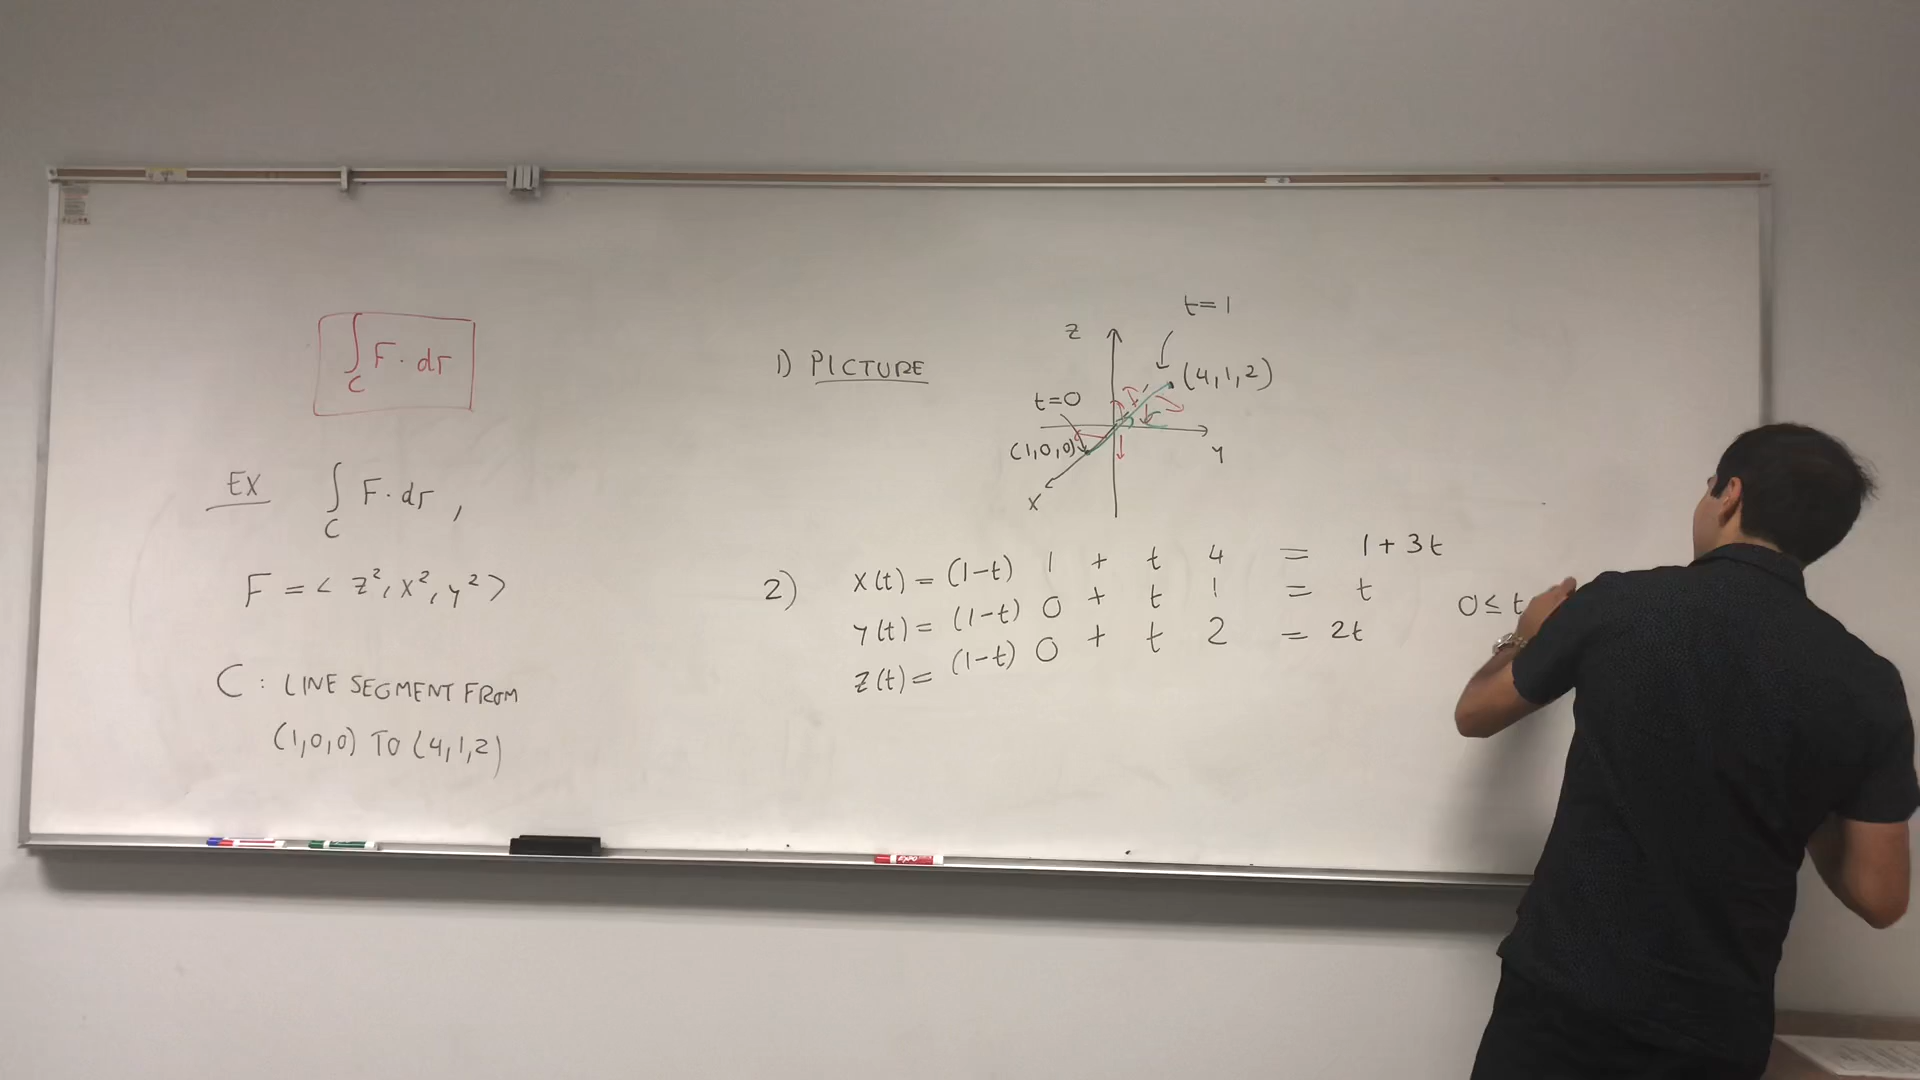 ∫_C F · dr
EX ∫_C F · dr ,
F = < z², x², y² >
C : LINE SEGMENT FROM
(1,0,0) TO (4,1,2)
1) PICTURE
t=1
z
(4,1,2)
t=0
(1,0,0)
y
x
2) x(t) = (1-t) 1 + t 4 = 1+3t
y(t) = (1-t) 0 + t 1 = t
z(t) = (1-t) 0 + t 2 = 2t
0 ≤ t
EXPO